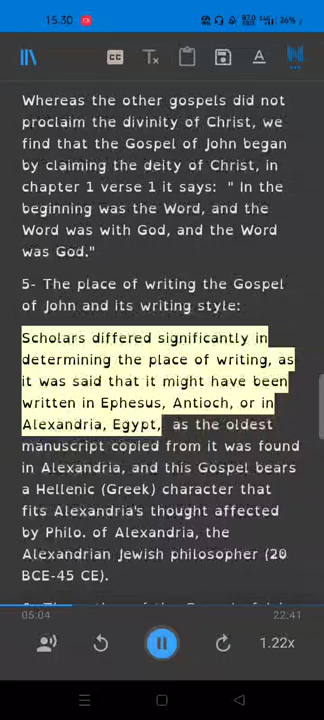 15.30
26%
CC
Whereas the other gospels did not
proclaim the divinity of Christ, we
find that the Gospel of John began
by claiming the deity of Christ, in
chapter 1 verse 1 it says: " In the
beginning was the Word, and the
Word was with God, and the Word
was God."
5- The place of writing the Gospel
of John and its writing style:
Scholars differed significantly in
determining the place of writing, as
it was said that it might have been
written in Ephesus, Antioch, or in
Alexandria, Egypt, as the oldest
manuscript copied from it was found
in Alexandria, and this Gospel bears
a Hellenic (Greek) character that
fits Alexandria's thought affected
by Philo. of Alexandria, the
Alexandrian Jewish philosopher (20
BCE-45 CE).
05:04
22:41
1.22x